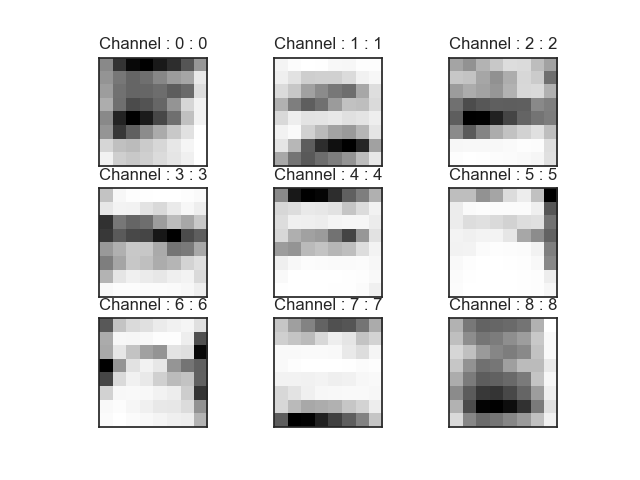 Channel : 0 : 0
Channel : 1 : 1
Channel : 2 : 2
Channel : 3 : 3
Channel : 4 : 4
Channel : 5 : 5
Channel : 6 : 6
Channel : 7 : 7
Channel : 8 : 8